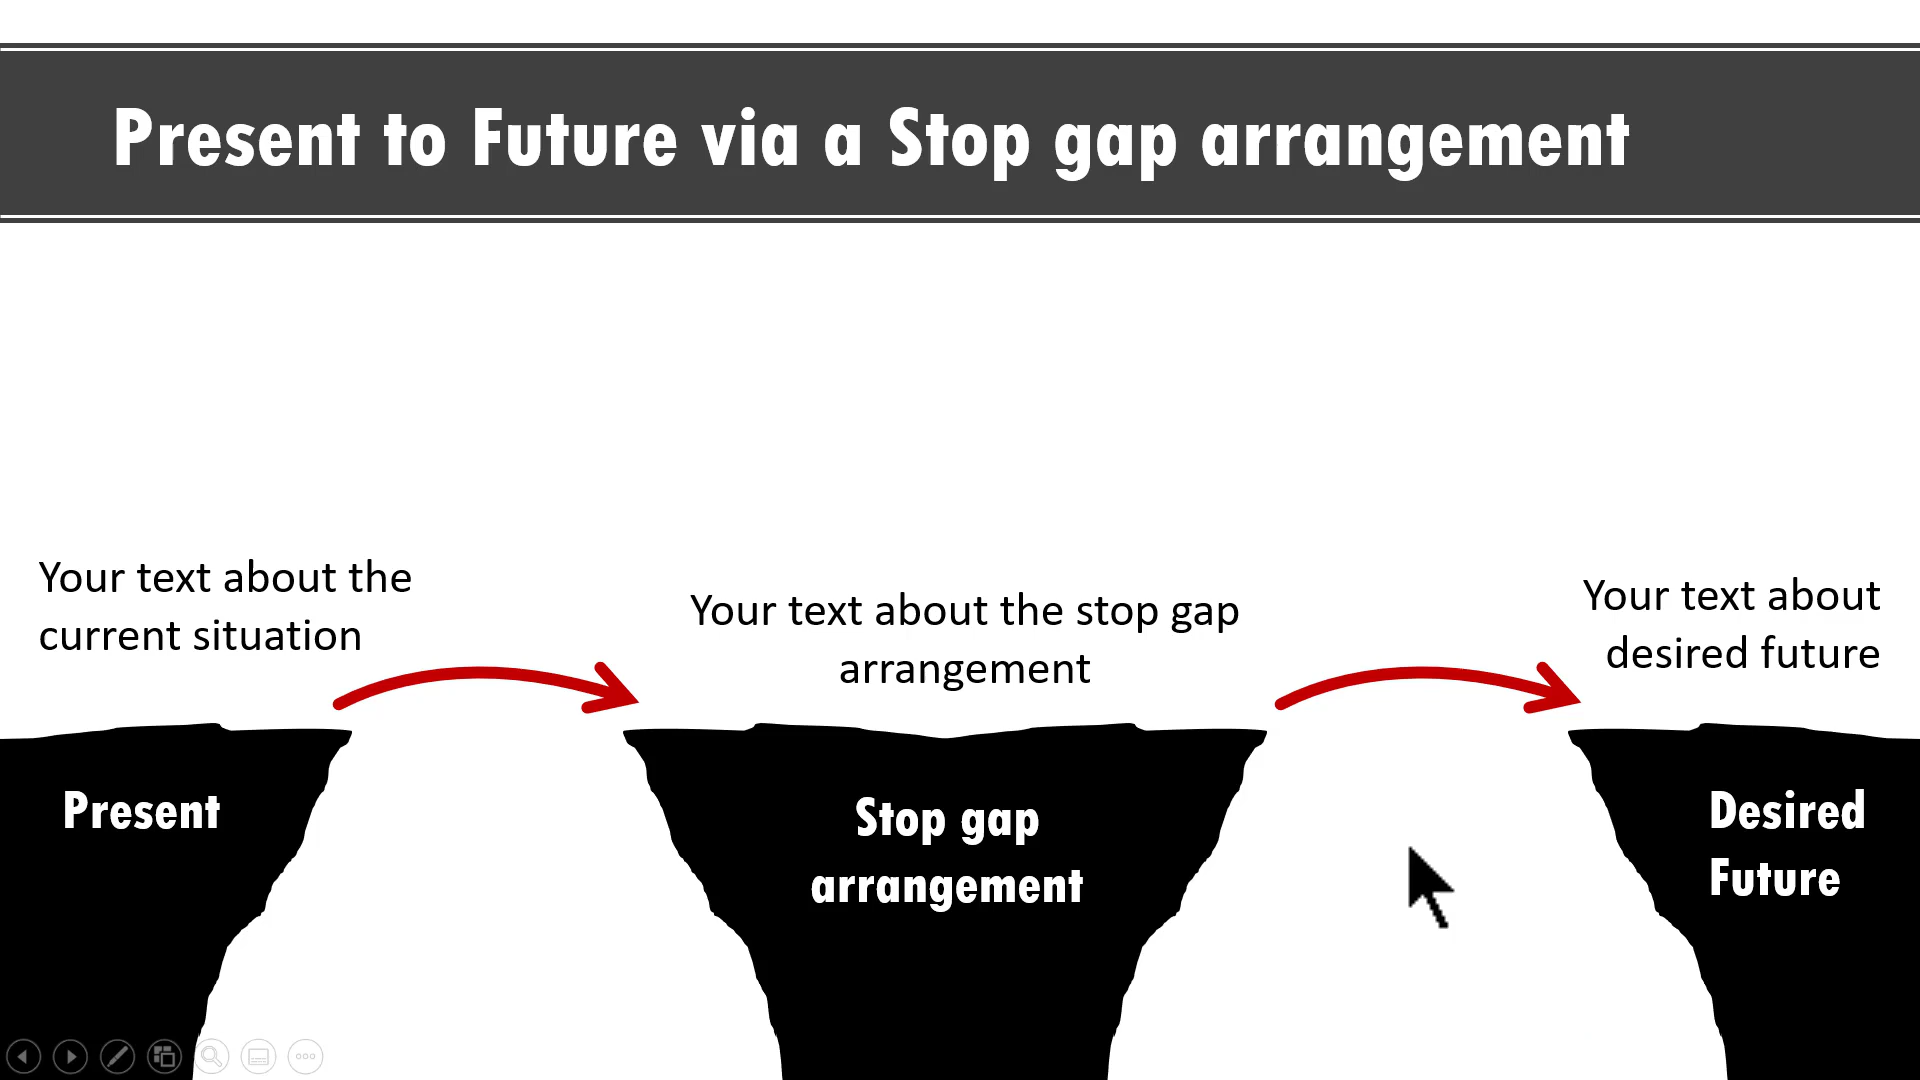 Present to Future via a Stop gap arrangement
Your text about the
current situation
Your text about the stop gap
arrangement
Your text about
desired future
Present
Stop gap
arrangement
Desired
Future